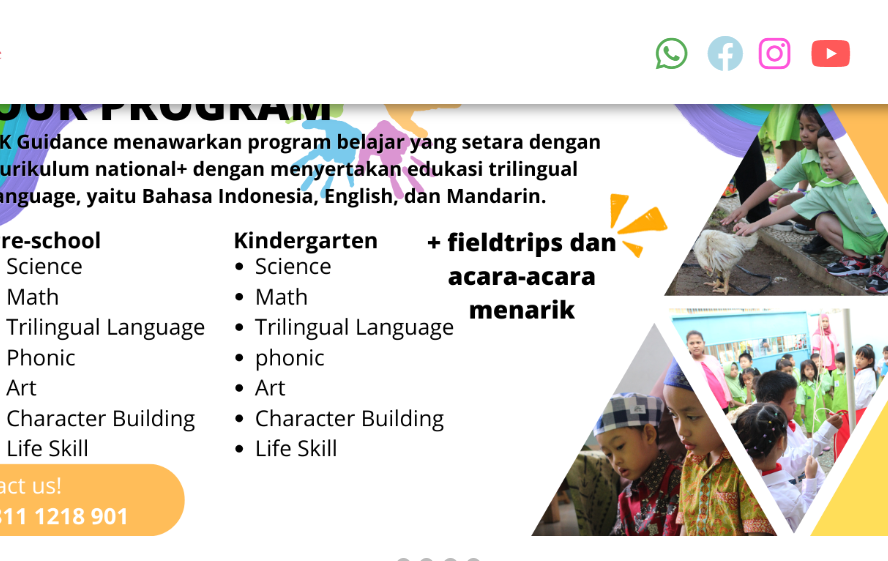 OUR PROGRAM
K Guidance menawarkan program belajar yang setara dengan
urikulum national+ dengan menyertakan edukasi trilingual
anguage, yaitu Bahasa Indonesia, English, dan Mandarin.
re-school
Science
Math
Trilingual Language
Phonic
Art
Character Building
Life Skill
Kindergarten
• Science
• Math
• Trilingual Language
• phonic
• Art
• Character Building
• Life Skill
+ fieldtrips dan
acara-acara
menarik
act us!
811 1218 901